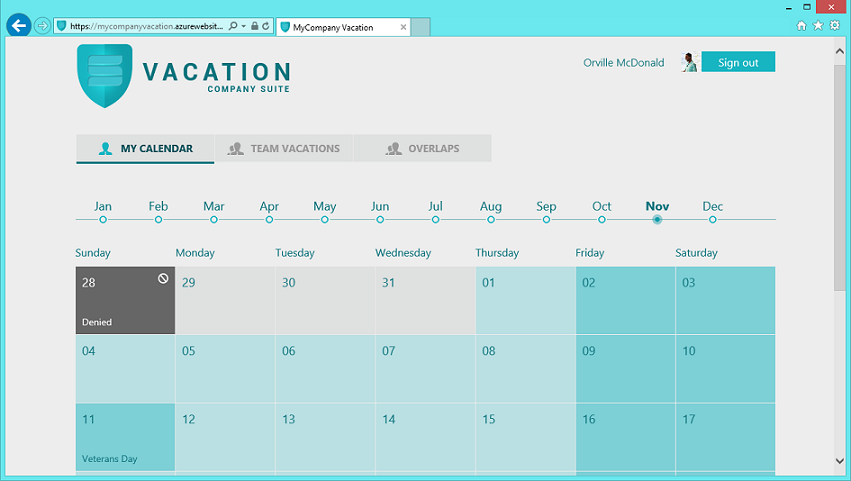 https://mycompanyvacation.azurewebsit...
MyCompany Vacation
VACATION
COMPANY SUITE
Orville McDonald
Sign out
MY CALENDAR
TEAM VACATIONS
OVERLAPS
Jan Feb Mar Apr May Jun Jul Aug Sep Oct Nov Dec
Sunday Monday Tuesday Wednesday Thursday Friday Saturday
28 29 30 31 01 02 03
Denied
04 05 06 07 08 09 10
11 12 13 14 15 16 17
Veterans Day